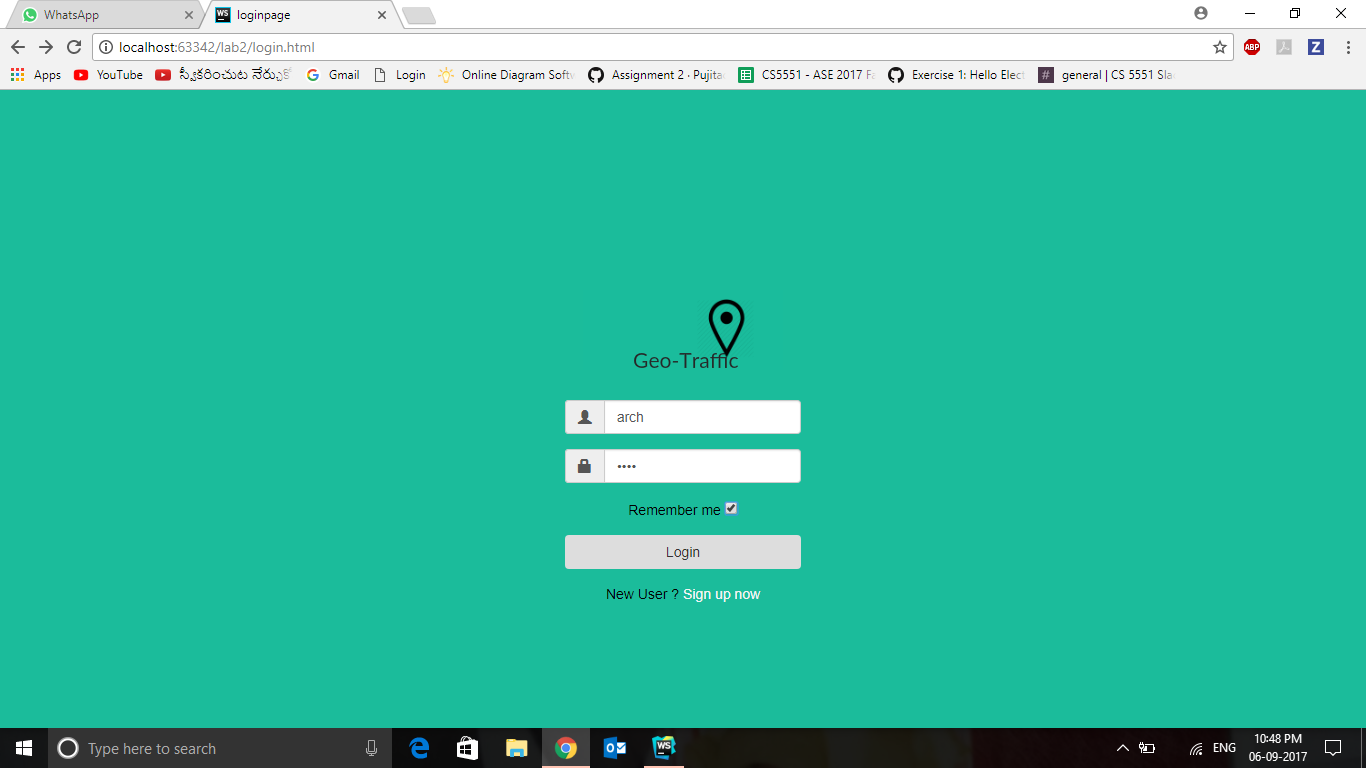 WhatsApp
loginpage
localhost:63342/lab2/login.html
ABP
Z
Apps
YouTube
స్వీకరించుట నేర్చుకో
Gmail
Login
Online Diagram Softw
Assignment 2 · Pujita
CS5551 - ASE 2017 Fa
Exercise 1: Hello Elect
general | CS 5551 Sla
Geo-Traffic
arch
••••
Remember me
Login
New User ? Sign up now
Type here to search
WS
ENG
10:48 PM
06-09-2017